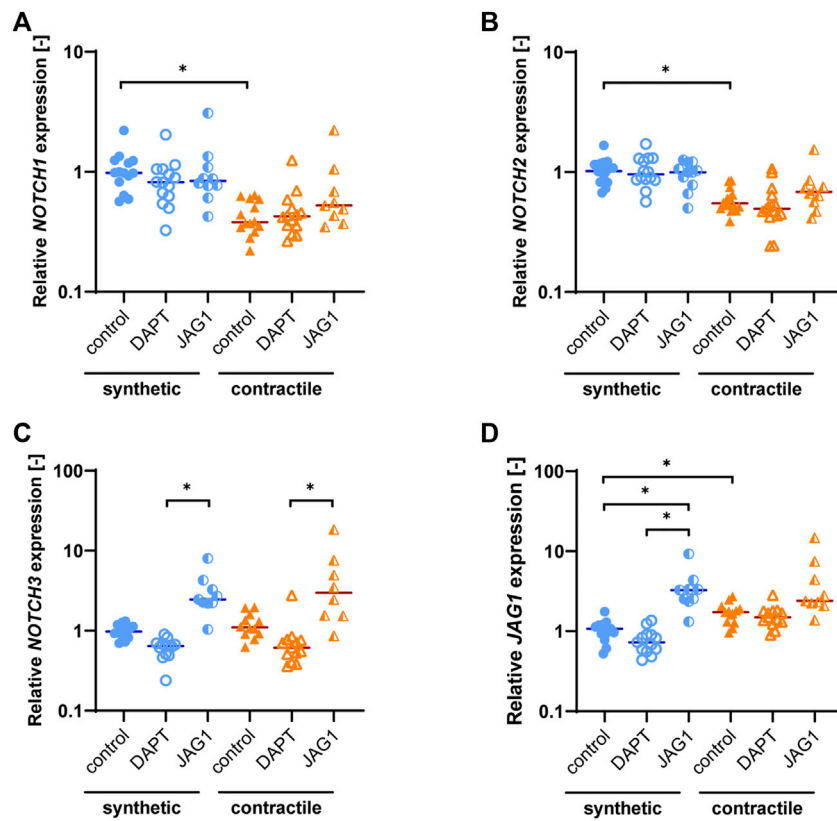 A
Relative NOTCH1 expression [-]
10
1
0.1
*
control
DAPT
JAG1
control
DAPT
JAG1
synthetic
contractile
B
Relative NOTCH2 expression [-]
10
1
0.1
*
control
DAPT
JAG1
control
DAPT
JAG1
synthetic
contractile
C
Relative NOTCH3 expression [-]
100
10
1
0.1
*
*
control
DAPT
JAG1
control
DAPT
JAG1
synthetic
contractile
D
Relative JAG1 expression [-]
100
10
1
0.1
*
*
*
control
DAPT
JAG1
control
DAPT
JAG1
synthetic
contractile